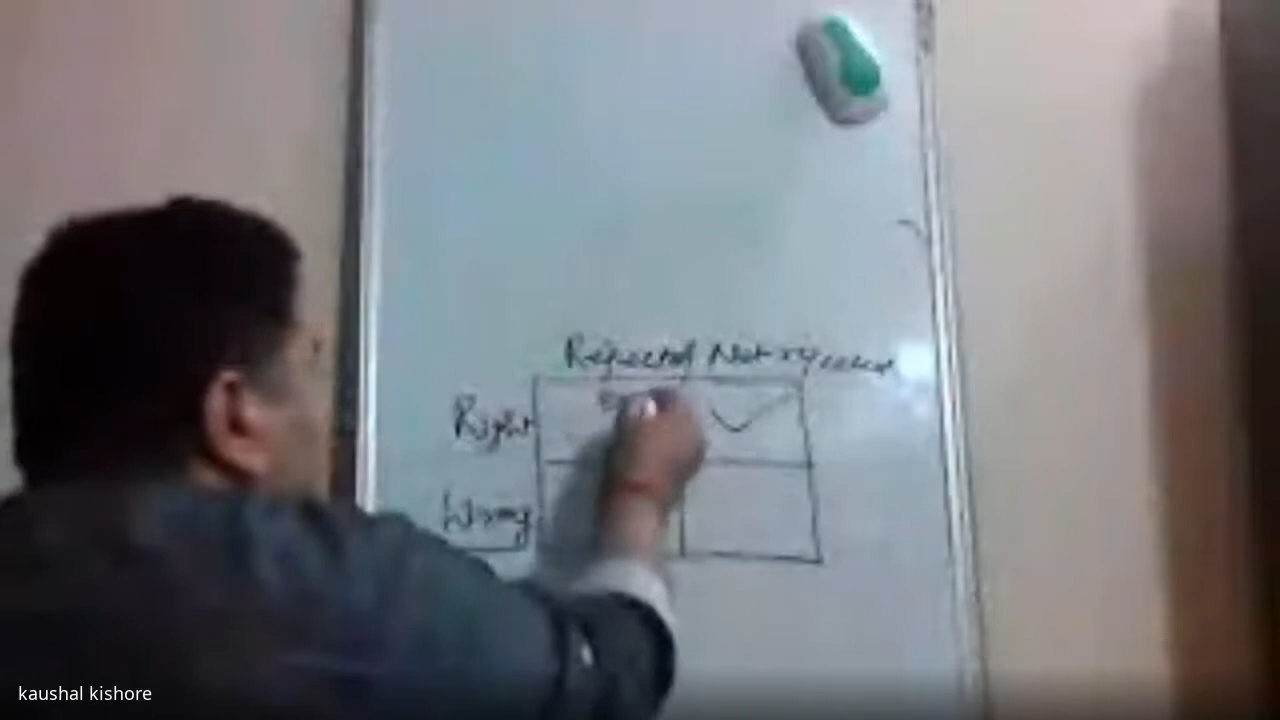 Rejected Not rejected
Right
Wrong
kaushal kishore